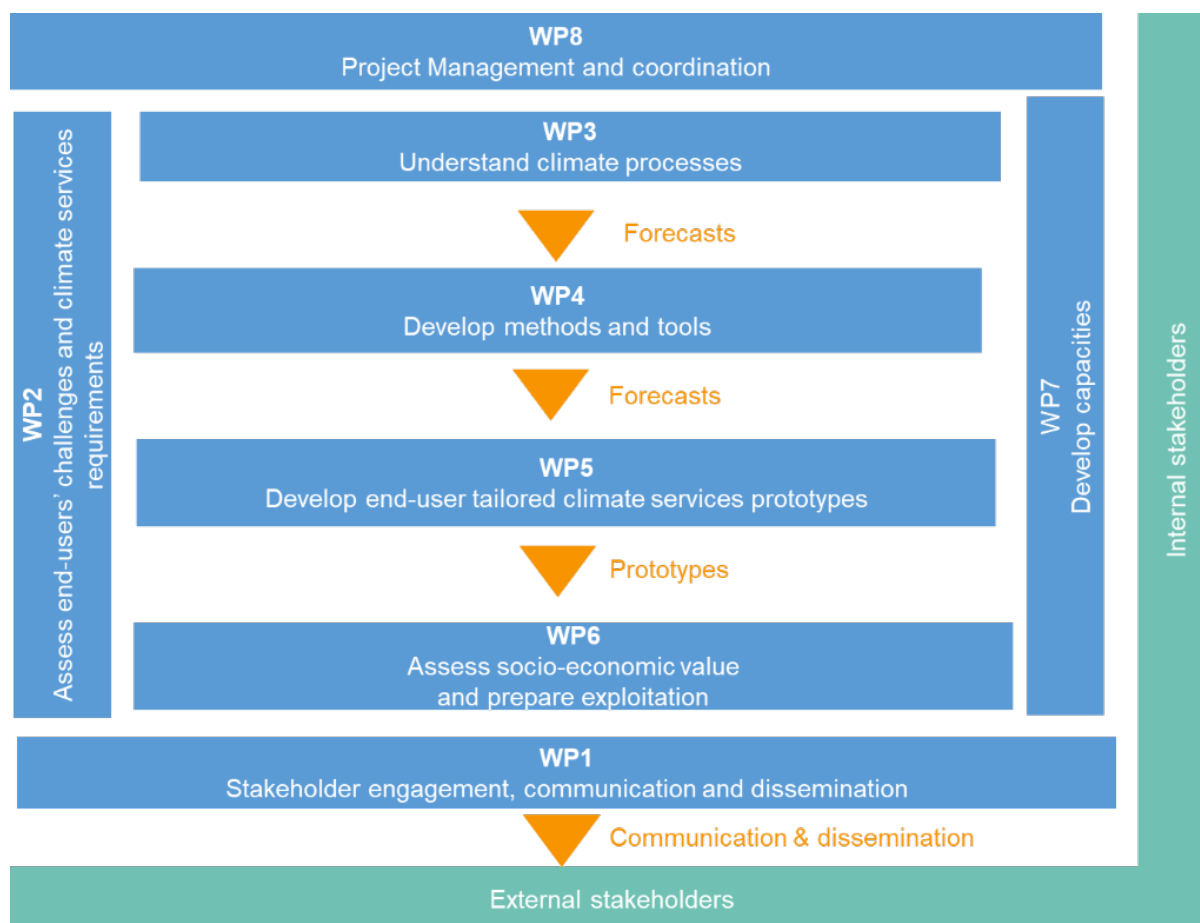 WP8
Project Management and coordination
WP2
Assess end-users' challenges and climate services
requirements
WP3
Understand climate processes
Forecasts
WP4
Develop methods and tools
Forecasts
WP5
Develop end-user tailored climate services prototypes
Prototypes
WP6
Assess socio-economic value
and prepare exploitation
WP7
Develop capacities
Internal stakeholders
WP1
Stakeholder engagement, communication and dissemination
Communication & dissemination
External stakeholders